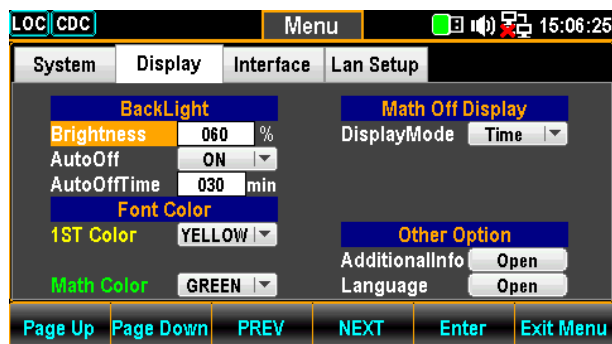 LOC CDC Menu 15:06:25
System Display Interface Lan Setup
BackLight
Brightness 060 %
AutoOff ON
AutoOffTime 030 min
Font Color
1ST Color YELLOW
Math Color GREEN
Math Off Display
DisplayMode Time
Other Option
AdditionalInfo Open
Language Open
Page Up Page Down PREV NEXT Enter Exit Menu